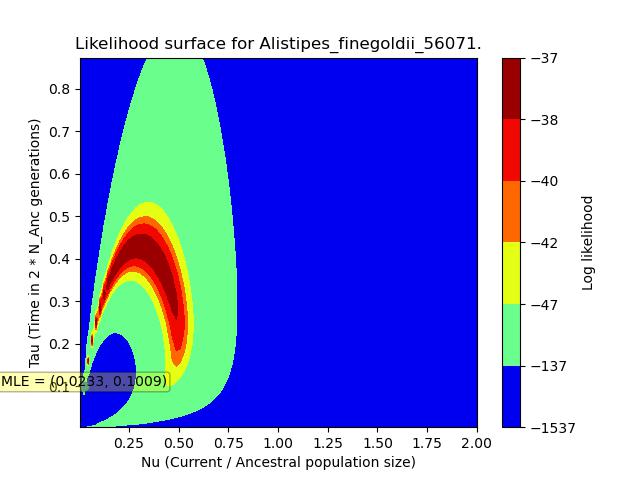 Likelihood surface for Alistipes_finegoldii_56071.
Tau (Time in 2 * N_Anc generations)
0.8
0.7
0.6
0.5
0.4
0.3
0.2
0.1
MLE = (0.0233, 0.1009)
0.25 0.50 0.75 1.00 1.25 1.50 1.75 2.00
Nu (Current / Ancestral population size)
−37
−38
−40
−42
−47
−137
−1537
Log likelihood